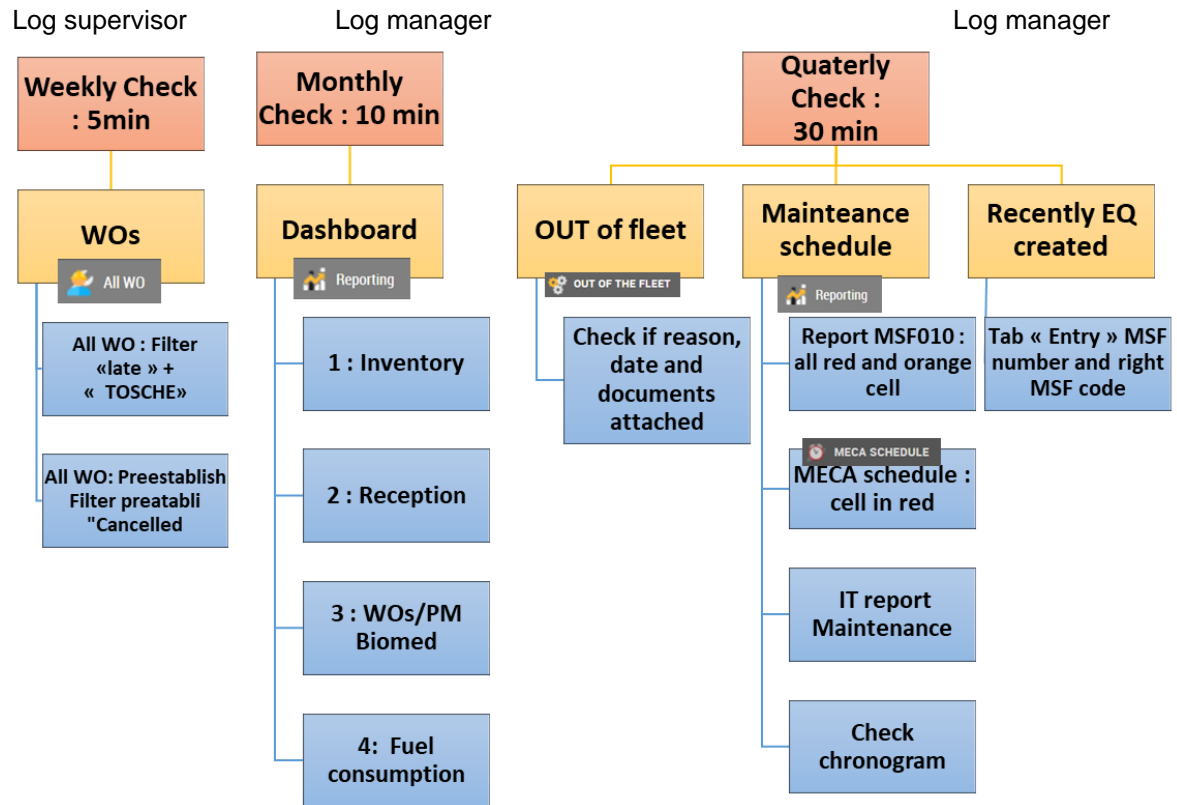 Log supervisor
Log manager
Log manager
Weekly Check
: 5min
Monthly
Check : 10 min
Quaterly
Check :
30 min
WOs
All WO
Dashboard
Reporting
OUT of fleet
OUT OF THE FLEET
Mainteance
schedule
Reporting
Recently EQ
created
All WO : Filter
«late » +
« TOSCHE»
All WO: Preestablish
Filter preatabli
"Cancelled
1 : Inventory
2 : Reception
3 : WOs/PM
Biomed
4: Fuel
consumption
Check if reason,
date and
documents
attached
Report MSF010 :
all red and orange
cell
MECA SCHEDULE
MECA schedule :
cell in red
IT report
Maintenance
Check
chronogram
Tab « Entry » MSF
number and right
MSF code